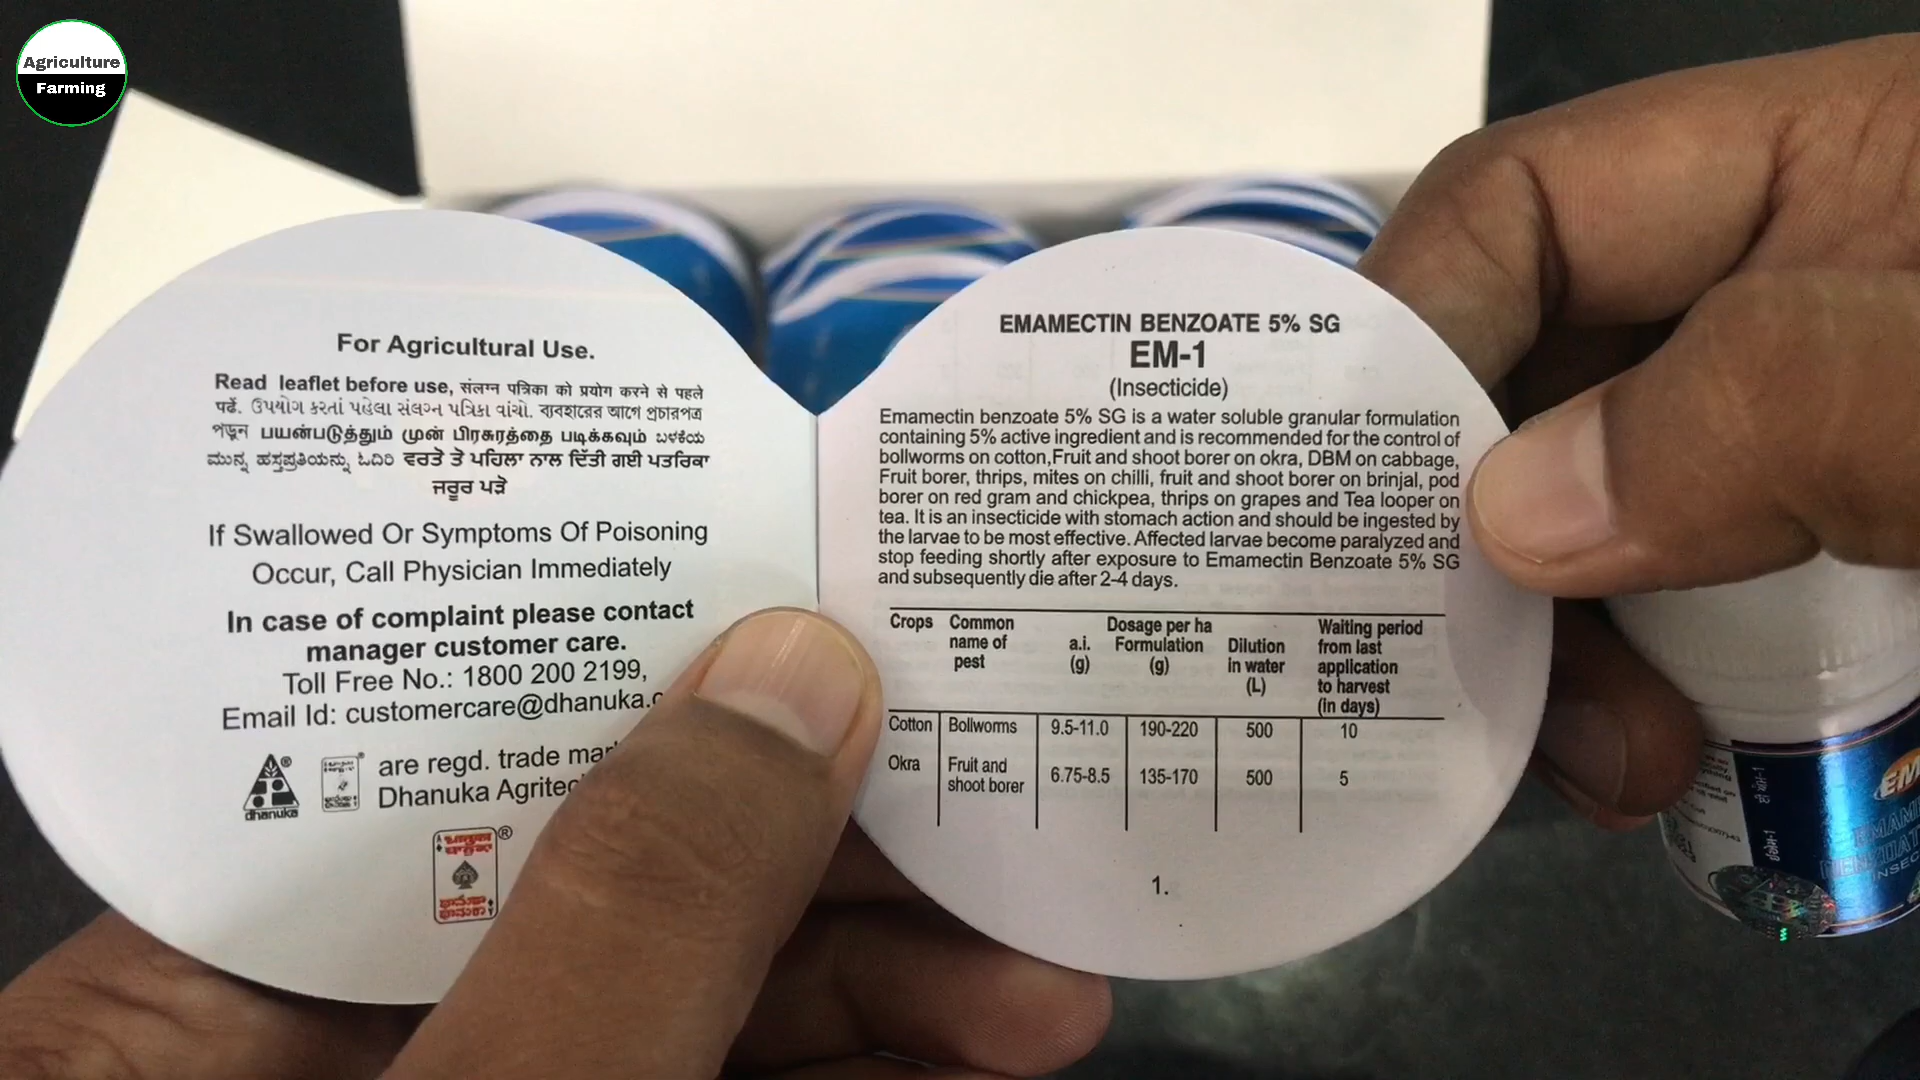 Agriculture
Farming
For Agricultural Use.
Read leaflet before use, संलग्न पत्रिका को प्रयोग करने से पहले
पढें. ઉપયોગ કરતાં પહેલા સંલગ્ન પત્રિકા વાંચો. ব্যবহারের আগে প্রচারপত্র
পড়ুন பயன்படுத்தும் முன் பிரசுரத்தை படிக்கவும் ಬಳಕೆಯ
ಮುನ್ನ ಹಸ್ತಪ್ರತಿಯನ್ನು ಓದಿರಿ ਵਰਤੋ ਤੋ ਪਹਿਲਾ ਨਾਲ ਦਿੱਤੀ ਗਈ ਪਤਰਿਕਾ
ਜਰੂਰ ਪੜੋ
If Swallowed Or Symptoms Of Poisoning
Occur, Call Physician Immediately
In case of complaint please contact
manager customer care.
Toll Free No.: 1800 200 2199,
Email Id: customercare@dhanuka.c
dhanuka
are regd. trade mar
Dhanuka Agritec
EMAMECTIN BENZOATE 5% SG
EM-1
(Insecticide)
Emamectin benzoate 5% SG is a water soluble granular formulation
containing 5% active ingredient and is recommended for the control of
bollworms on cotton,Fruit and shoot borer on okra, DBM on cabbage,
Fruit borer, thrips, mites on chilli, fruit and shoot borer on brinjal, pod
borer on red gram and chickpea, thrips on grapes and Tea looper on
tea. It is an insecticide with stomach action and should be ingested by
the larvae to be most effective. Affected larvae become paralyzed and
stop feeding shortly after exposure to Emamectin Benzoate 5% SG
and subsequently die after 2-4 days.
Crops Common name of pest Dosage per ha a.i. (g) Formulation (g) Dilution in water (L) Waiting period from last application to harvest (in days)
Cotton Bollworms 9.5-11.0 190-220 500 10
Okra Fruit and shoot borer 6.75-8.5 135-170 500 5
1.